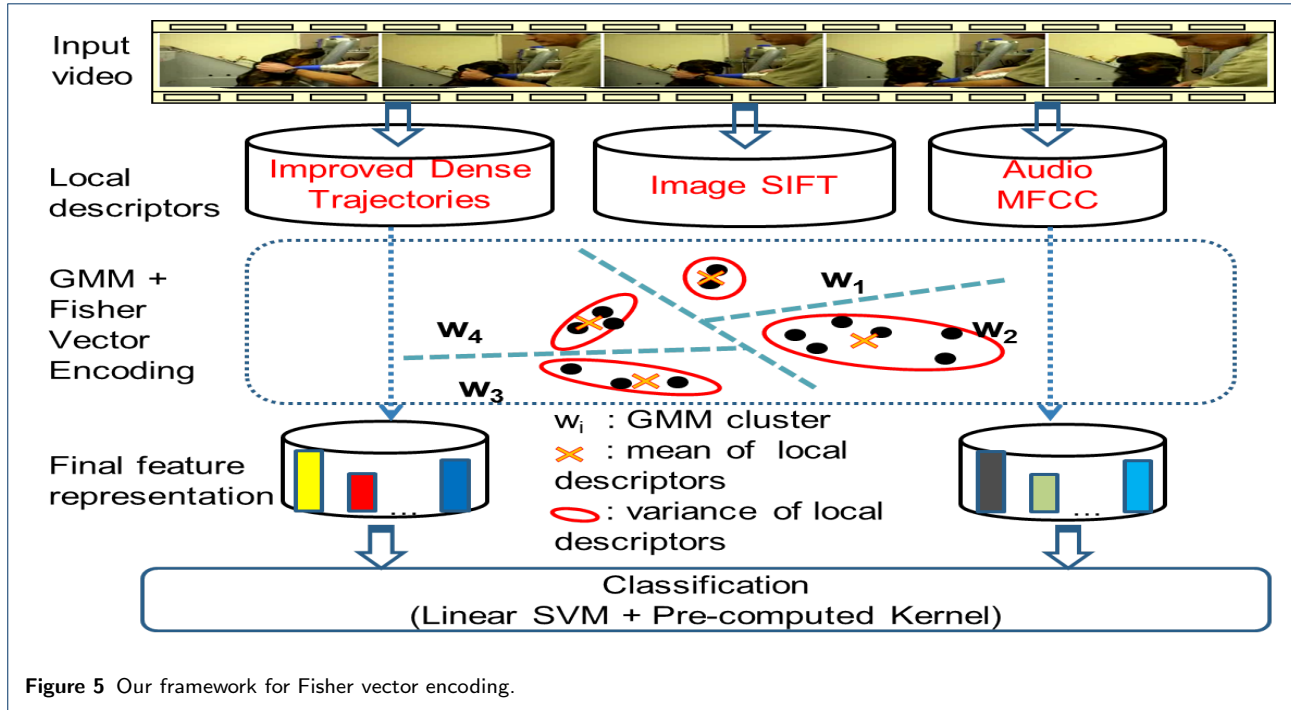 Input
video
Local
descriptors
Improved Dense
Trajectories
Image SIFT
Audio
MFCC
GMM +
Fisher
Vector
Encoding
w₁
w₂
w₄
w₃
wᵢ : GMM cluster
: mean of local
descriptors
: variance of local
descriptors
Final feature
representation
...
...
Classification
(Linear SVM + Pre-computed Kernel)
Figure 5 Our framework for Fisher vector encoding.